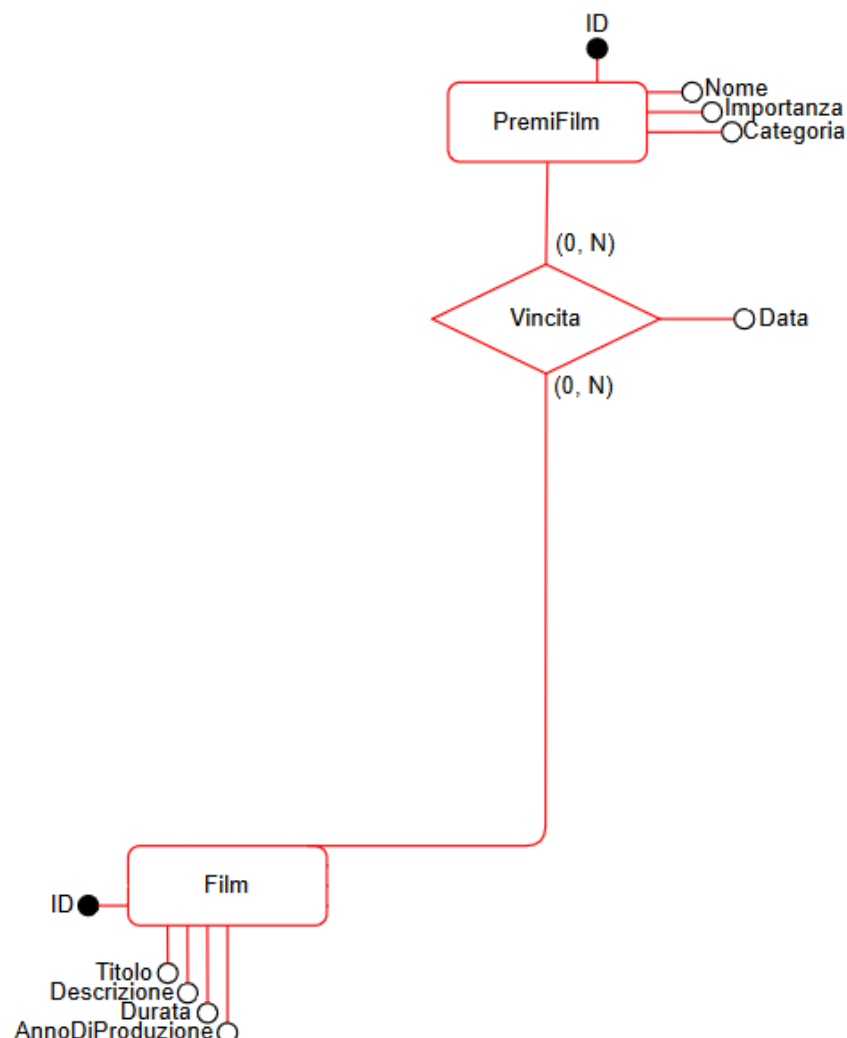 ID
Nome
Importanza
Categoria
PremiFilm
(0, N)
Vincita
Data
(0, N)
Film
ID
Titolo
Descrizione
Durata
AnnoDiProduzione